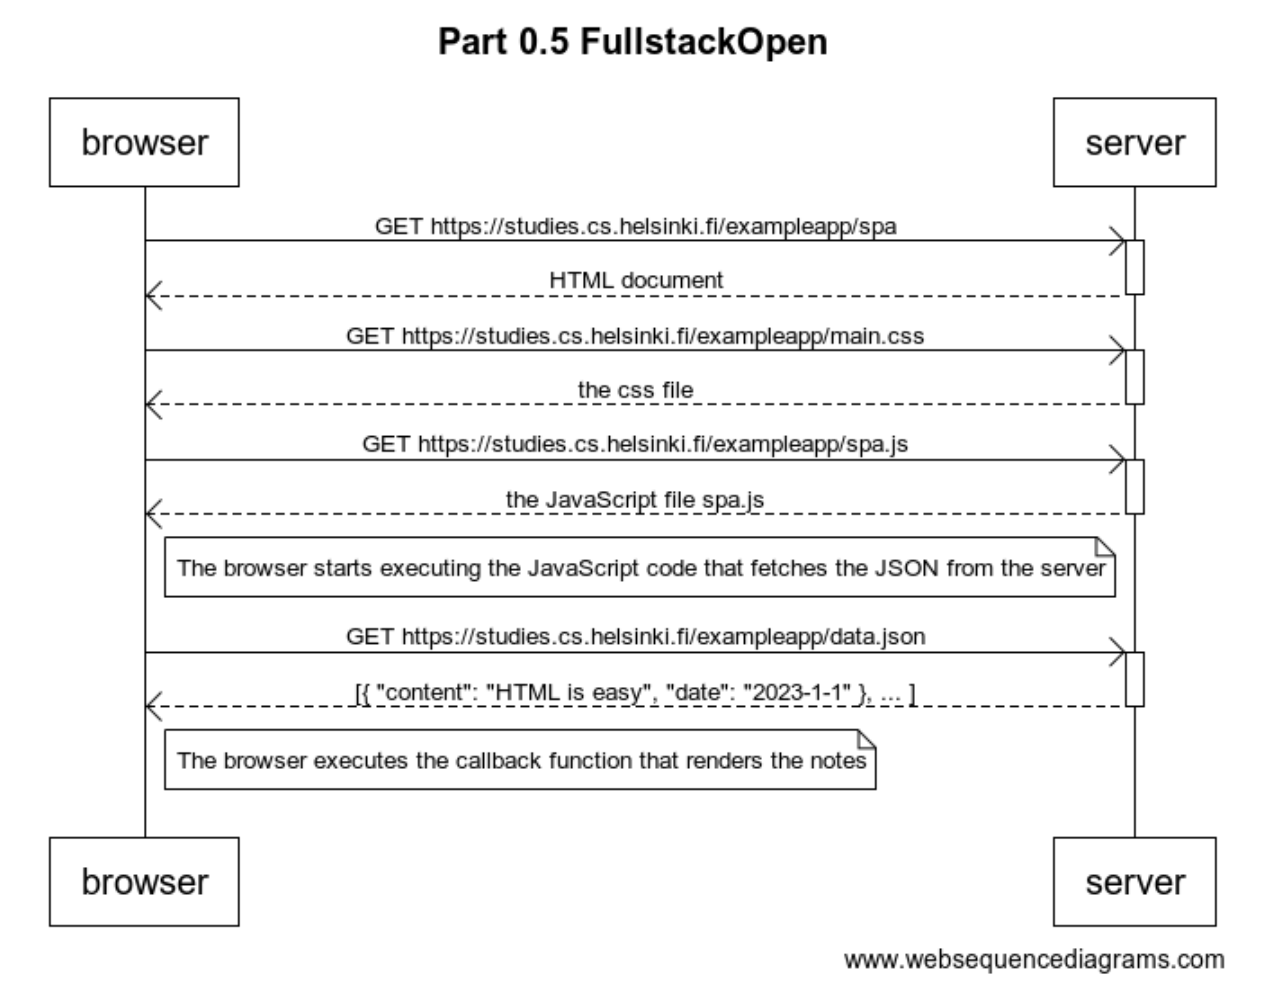 Part 0.5 FullstackOpen
browser
server
GET https://studies.cs.helsinki.fi/exampleapp/spa
HTML document
GET https://studies.cs.helsinki.fi/exampleapp/main.css
the css file
GET https://studies.cs.helsinki.fi/exampleapp/spa.js
the JavaScript file spa.js
The browser starts executing the JavaScript code that fetches the JSON from the server
GET https://studies.cs.helsinki.fi/exampleapp/data.json
[{ "content": "HTML is easy", "date": "2023-1-1" }, ... ]
The browser executes the callback function that renders the notes
browser
server
www.websequencediagrams.com